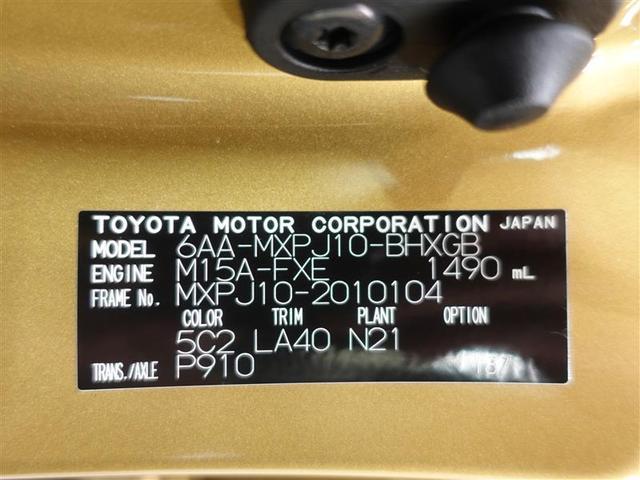 TOYOTA MOTOR CORPORATION JAPAN
MODEL 6AA-MXPJ10-BHXGB
ENGINE M15A-FXE 1490 mL
FRAME No. MXPJ10-2010104
COLOR TRIM PLANT OPTION
5C2 LA40 N21
TRANS./AXLE P910